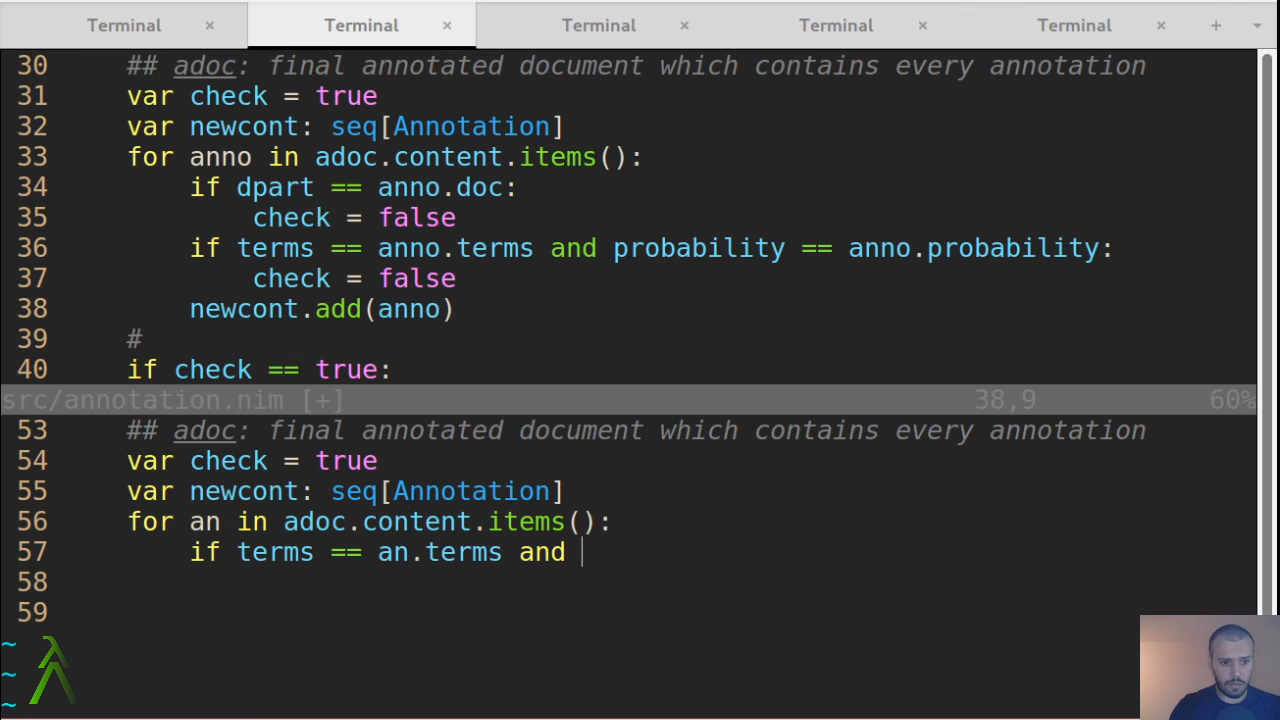 Terminal × Terminal × Terminal × Terminal × Terminal × +
30 ## adoc: final annotated document which contains every annotation
31 var check = true
32 var newcont: seq[Annotation]
33 for anno in adoc.content.items():
34 if dpart == anno.doc:
35 check = false
36 if terms == anno.terms and probability == anno.probability:
37 check = false
38 newcont.add(anno)
39 #
40 if check == true:
src/annotation.nim [+] 38,9 60%
53 ## adoc: final annotated document which contains every annotation
54 var check = true
55 var newcont: seq[Annotation]
56 for an in adoc.content.items():
57 if terms == an.terms and
58
59
~
~
~